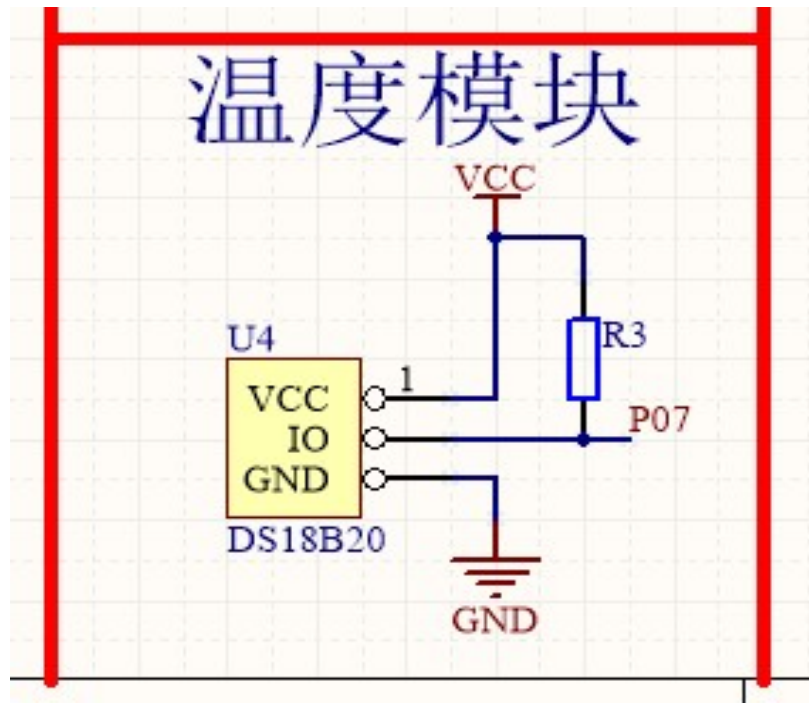 温度模块
VCC
U4
R3
VCC
1
IO
P07
GND
DS18B20
GND